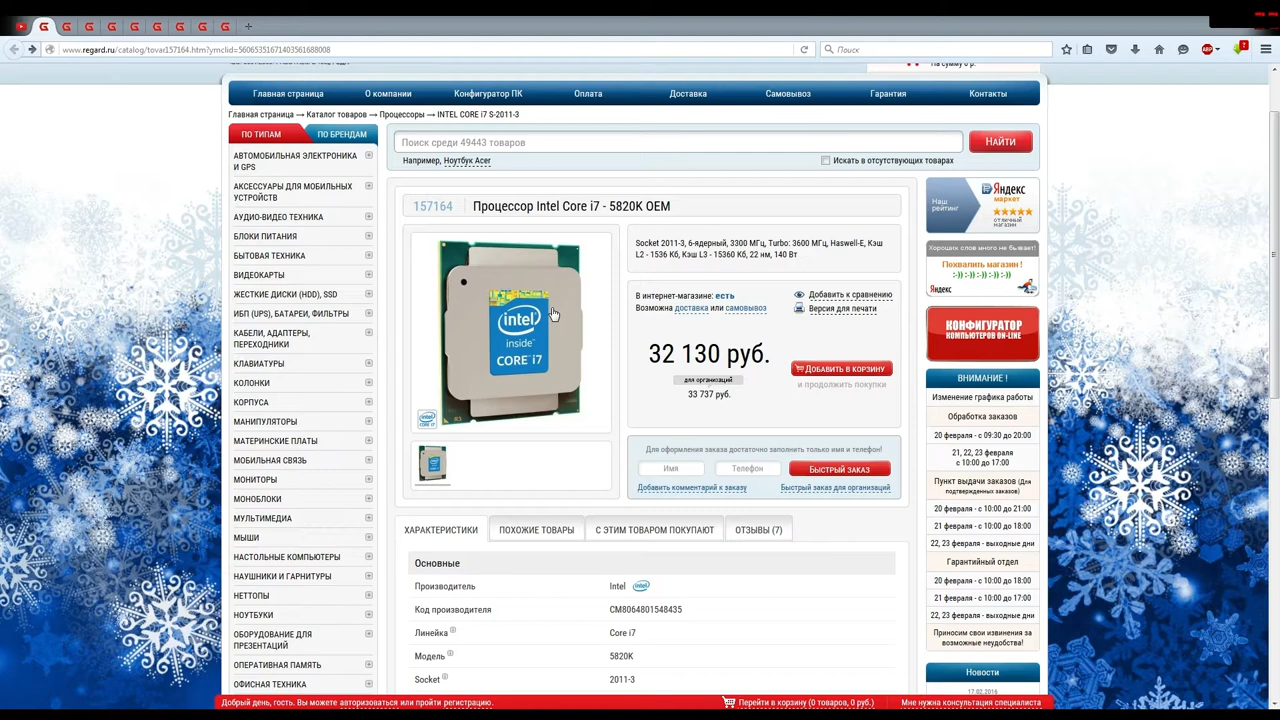 www.regard.ru/catalog/tovar157164.htm?ymclid=56065351671403561688008
Поиск
ABP
Главная страница
О компании
Конфигуратор ПК
Оплата
Доставка
Самовывоз
Гарантия
Контакты
Главная страница → Каталог товаров → Процессоры → INTEL CORE i7 S-2011-3
ПО ТИПАМ
ПО БРЕНДАМ
АВТОМОБИЛЬНАЯ ЭЛЕКТРОНИКА
И GPS
АКСЕССУАРЫ ДЛЯ МОБИЛЬНЫХ
УСТРОЙСТВ
АУДИО-ВИДЕО ТЕХНИКА
БЛОКИ ПИТАНИЯ
БЫТОВАЯ ТЕХНИКА
ВИДЕОКАРТЫ
ЖЕСТКИЕ ДИСКИ (HDD), SSD
ИБП (UPS), БАТАРЕИ, ФИЛЬТРЫ
КАБЕЛИ, АДАПТЕРЫ,
ПЕРЕХОДНИКИ
КЛАВИАТУРЫ
КОЛОНКИ
КОРПУСА
МАНИПУЛЯТОРЫ
МАТЕРИНСКИЕ ПЛАТЫ
МОБИЛЬНАЯ СВЯЗЬ
МОНИТОРЫ
МОНОБЛОКИ
МУЛЬТИМЕДИА
МЫШИ
НАСТОЛЬНЫЕ КОМПЬЮТЕРЫ
НАУШНИКИ И ГАРНИТУРЫ
НЕТТОПЫ
НОУТБУКИ
ОБОРУДОВАНИЕ ДЛЯ
ПРЕЗЕНТАЦИЙ
ОПЕРАТИВНАЯ ПАМЯТЬ
ОФИСНАЯ ТЕХНИКА
Поиск среди 49443 товаров
НАЙТИ
Например, Ноутбук Acer
Искать в отсутствующих товарах
157164
Процессор Intel Core i7 - 5820K OEM
intel
inside™
CORE™ i7
Socket 2011-3, 6-ядерный, 3300 МГц, Turbo: 3600 МГц, Haswell-E, Кэш
L2 - 1536 Кб, Кэш L3 - 15360 Кб, 22 нм, 140 Вт
В интернет-магазине: есть
Возможна доставка или самовывоз
Добавить к сравнению
Версия для печати
32 130 руб.
для организаций
33 737 руб.
ДОБАВИТЬ В КОРЗИНУ
и продолжить покупки
Для оформления заказа достаточно заполнить только имя и телефон!
Имя
Телефон
БЫСТРЫЙ ЗАКАЗ
Добавить комментарий к заказу
Быстрый заказ для организаций
ХАРАКТЕРИСТИКИ
ПОХОЖИЕ ТОВАРЫ
С ЭТИМ ТОВАРОМ ПОКУПАЮТ
ОТЗЫВЫ (7)
Основные
Производитель Intel intel
Код производителя CM8064801548435
Линейка Core i7
Модель 5820K
Socket 2011-3
На сумму 0 р.
Наш
рейтинг
Яндекс
маркет
отличный
магазин
Хороших слов много не бывает!
Похвалить магазин !
:-)) :-)) :-)) :-))
Яндекс
КОНФИГУРАТОР
КОМПЬЮТЕРОВ ON-LINE
ВНИМАНИЕ !
Изменение графика работы
Обработка заказов
20 февраля - с 09:30 до 20:00
21, 22, 23 февраля
с 10:00 до 17:00
Пункт выдачи заказов (Для
подтвержденных заказов)
20 февраля - с 10:00 до 21:00
21 февраля - с 10:00 до 18:00
22, 23 февраля - выходные дни
Гарантийный отдел
20 февраля - с 10:00 до 18:00
21 февраля - с 10:00 до 17:00
22, 23 февраля - выходные дни
Приносим свои извинения за
возможные неудобства!
Новости
17.02.2016
Добрый день, гость. Вы можете авторизоваться или пройти регистрацию.
Перейти в корзину (0 товаров, 0 руб.)
Мне нужна консультация специалиста